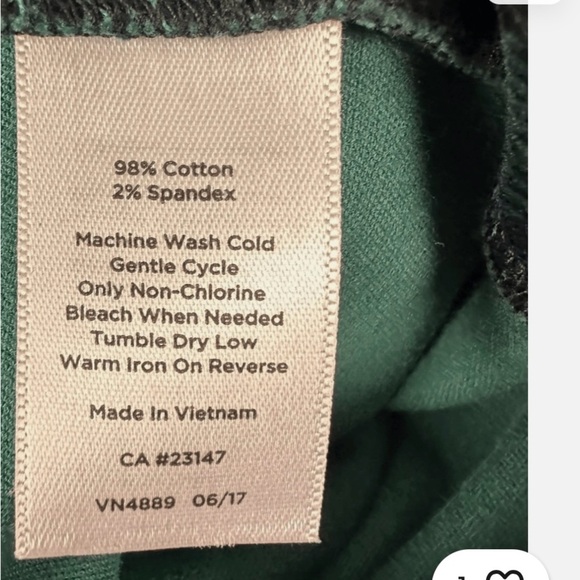 98% Cotton
2% Spandex
Machine Wash Cold
Gentle Cycle
Only Non-Chlorine
Bleach When Needed
Tumble Dry Low
Warm Iron On Reverse
Made In Vietnam
CA #23147
VN4889 06/17